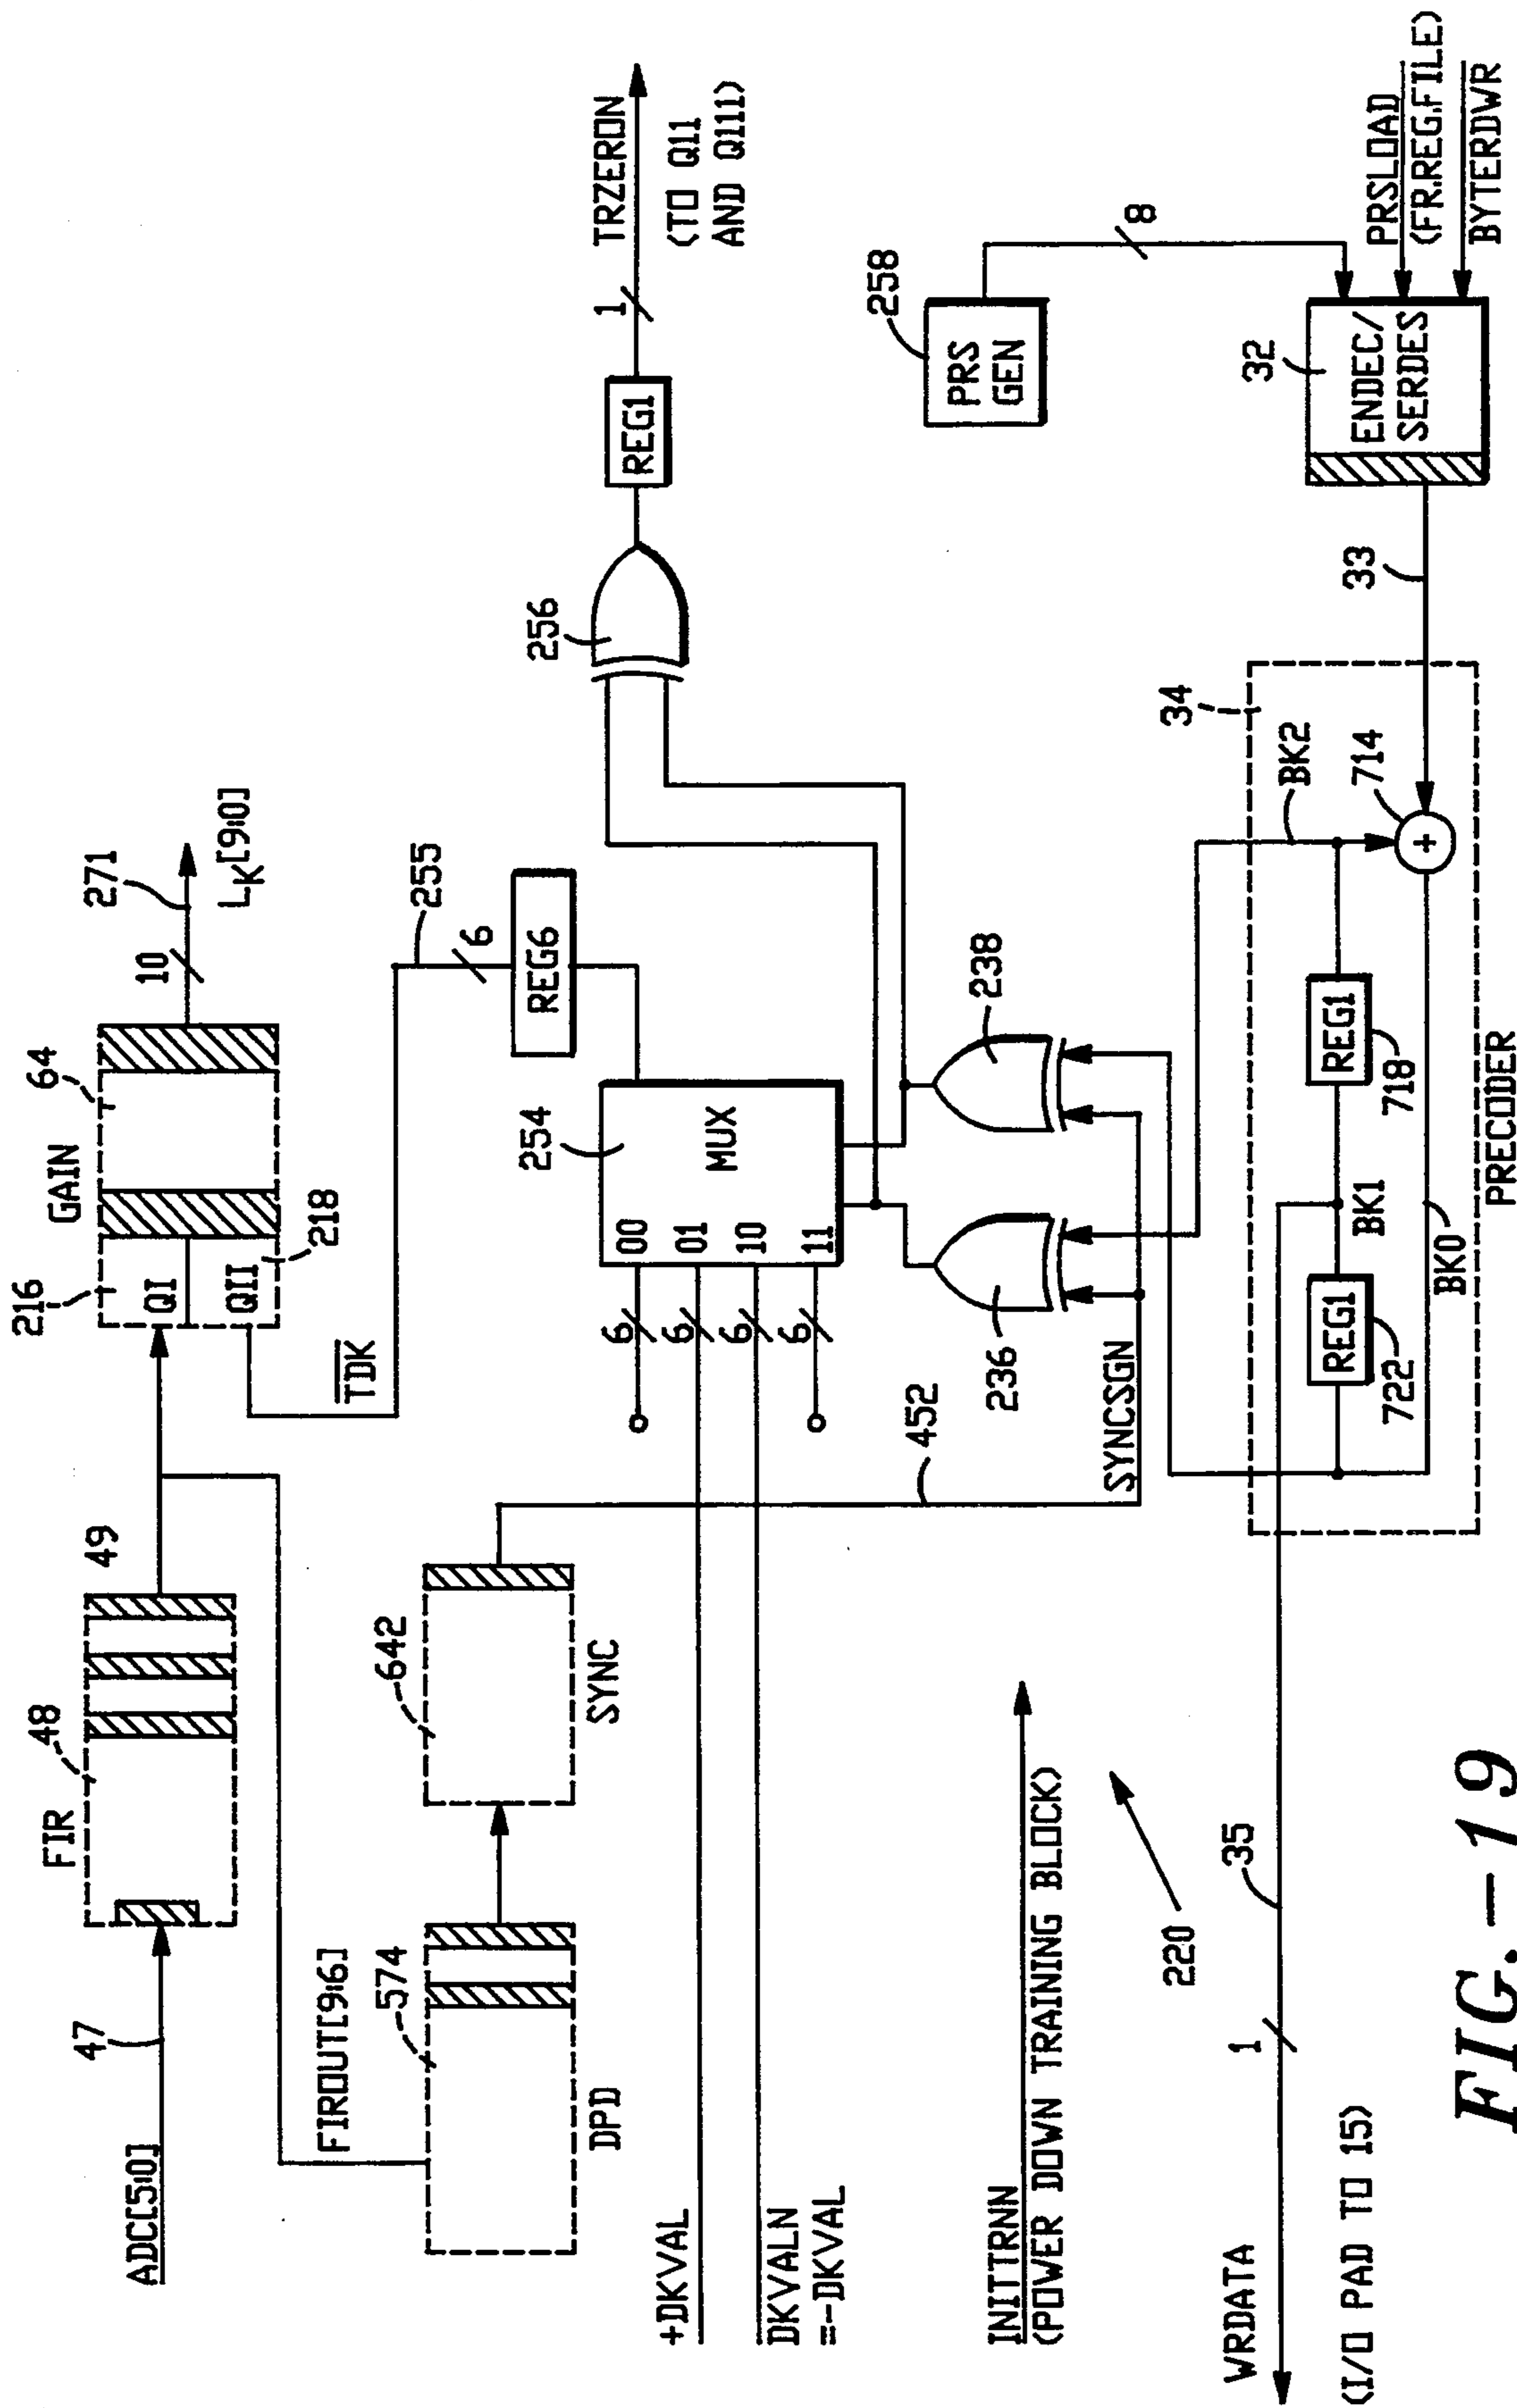 ADC[5:0]
47
FIR
48
49
216
QI
QII
218
GAIN
64
10
271
LK[9:0]
FIROUT[9:6]
574
DPD
642
SYNC
TDK
255
6
REG6
+DKVAL
DKVALN
=-DKVAL
6
6
6
6
00
01
10
11
254
MUX
256
REG1
1
TRZERON
(TO Q11
AND Q111)
452
SYNCSGN
236
238
INITTRNN
(POWER DOWN TRAINING BLOCK)
220
258
PRS
GEN
8
PRSLOAD
(FR.REG.FILE)
BYTERDWR
32
ENDEC/
SERDES
33
34
BK2
714
+
REG1
718
BK1
REG1
722
BK0
PRECODER
WRDATA
(I/O PAD TO 15)
1
35
FIG.-19